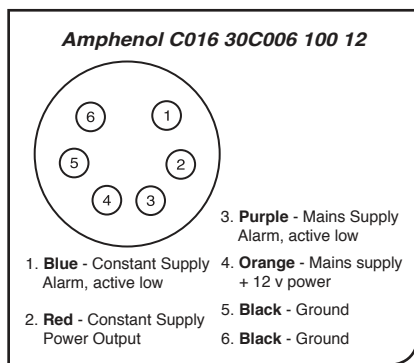 Amphenol C016 30C006 100 12
6
1
5
2
4
3
1. Blue - Constant Supply
Alarm, active low
2. Red - Constant Supply
Power Output
3. Purple - Mains Supply
Alarm, active low
4. Orange - Mains supply
+ 12 v power
5. Black - Ground
6. Black - Ground